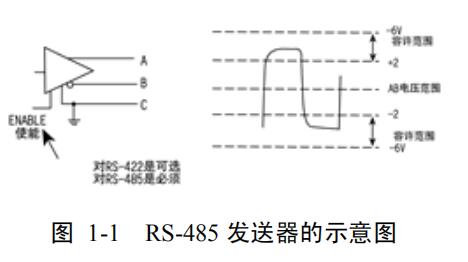 A
B
C
ENABLE
使能
对RS-422是可选
对RS-485是必须
-6V
容许范围
+2
AB电压范围
-2
容许范围
-6V
图 1-1 RS-485 发送器的示意图